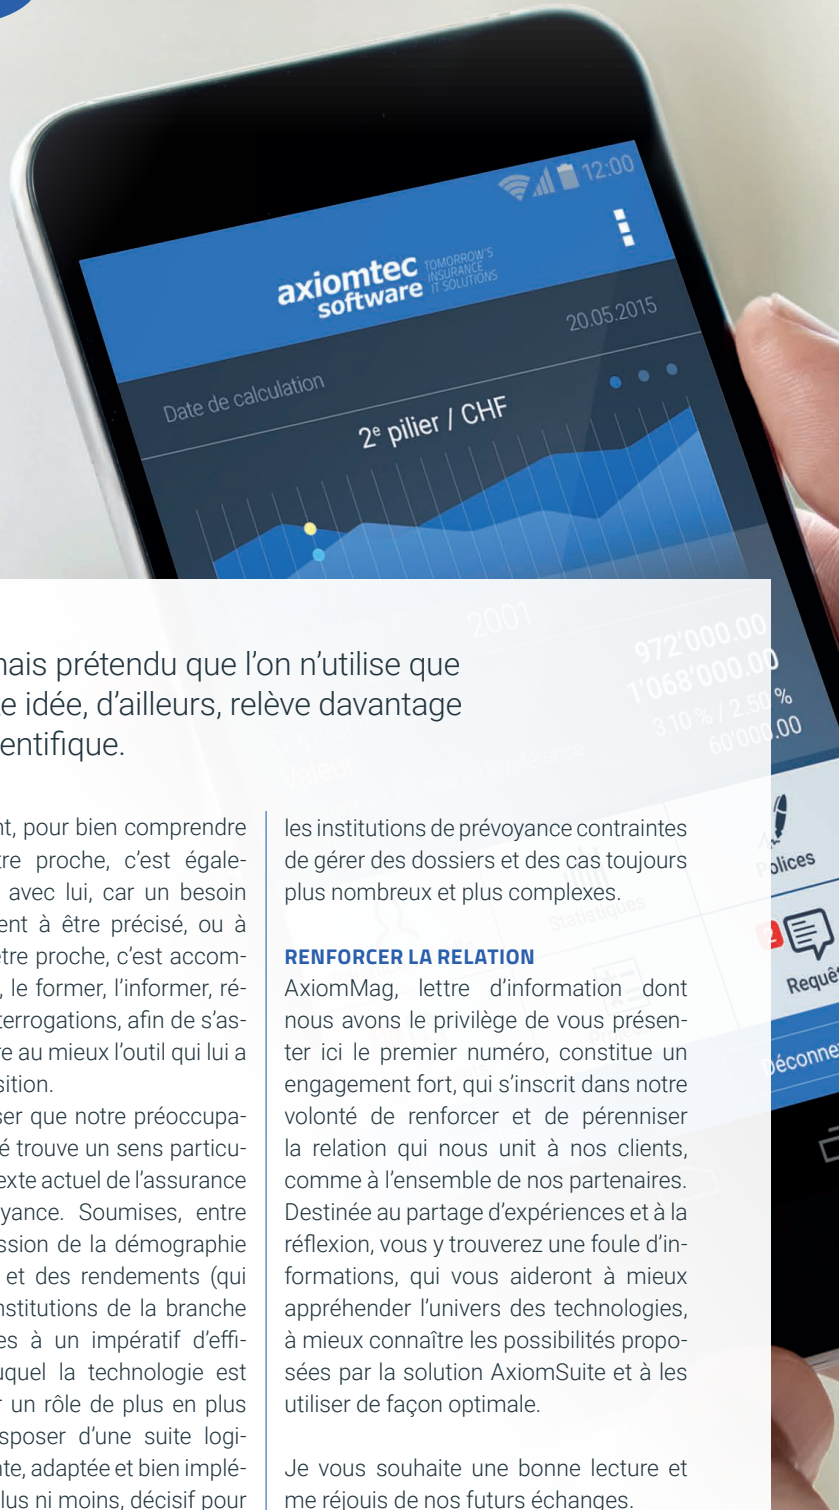 12:00
axiomtec
software
TOMORROW'S
INSURANCE
IT SOLUTIONS
Date de calculation
20.05.2015
2e pilier / CHF
2001
972'000.00
1'068'000.00
3.10 % / 2.50 %
60'000.00
Valeur
Statistiques
olices
2
Requê
éconne
mais prétendu que l'on n'utilise que
e idée, d'ailleurs, relève davantage
entifique.
nt, pour bien comprendre
tre proche, c'est égale-
avec lui, car un besoin
ent à être précisé, ou à
être proche, c'est accom-
, le former, l'informer, ré-
terrogations, afin de s'as-
re au mieux l'outil qui lui a
sition.
ser que notre préoccupa-
é trouve un sens particu-
exte actuel de l'assurance
yance. Soumises, entre
ssion de la démographie
et des rendements (qui
nstitutions de la branche
es à un impératif d'effi-
uquel la technologie est
r un rôle de plus en plus
sposer d'une suite logi-
nte, adaptée et bien implé-
lus ni moins, décisif pour
les institutions de prévoyance contraintes
de gérer des dossiers et des cas toujours
plus nombreux et plus complexes.
RENFORCER LA RELATION
AxiomMag, lettre d'information dont
nous avons le privilège de vous présen-
ter ici le premier numéro, constitue un
engagement fort, qui s'inscrit dans notre
volonté de renforcer et de pérenniser
la relation qui nous unit à nos clients,
comme à l'ensemble de nos partenaires.
Destinée au partage d'expériences et à la
réflexion, vous y trouverez une foule d'in-
formations, qui vous aideront à mieux
appréhender l'univers des technologies,
à mieux connaître les possibilités propo-
sées par la solution AxiomSuite et à les
utiliser de façon optimale.
Je vous souhaite une bonne lecture et
me réjouis de nos futurs échanges.